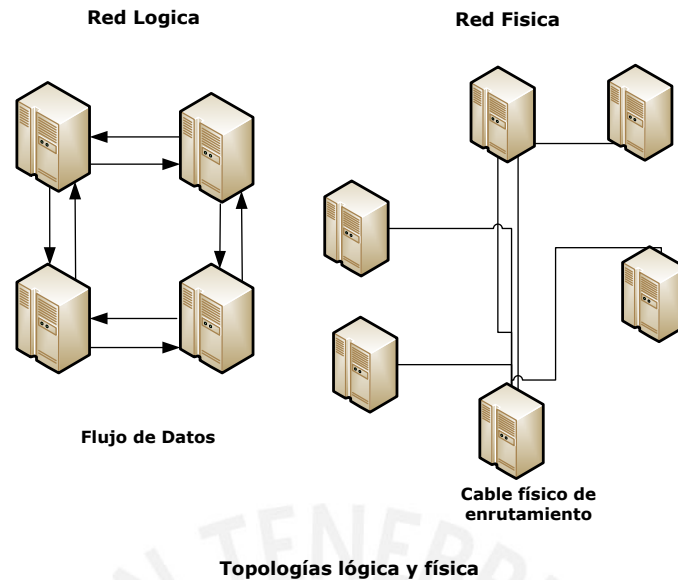 Red Logica
Red Fisica
Flujo de Datos
Cable físico de
enrutamiento
Topologías lógica y física